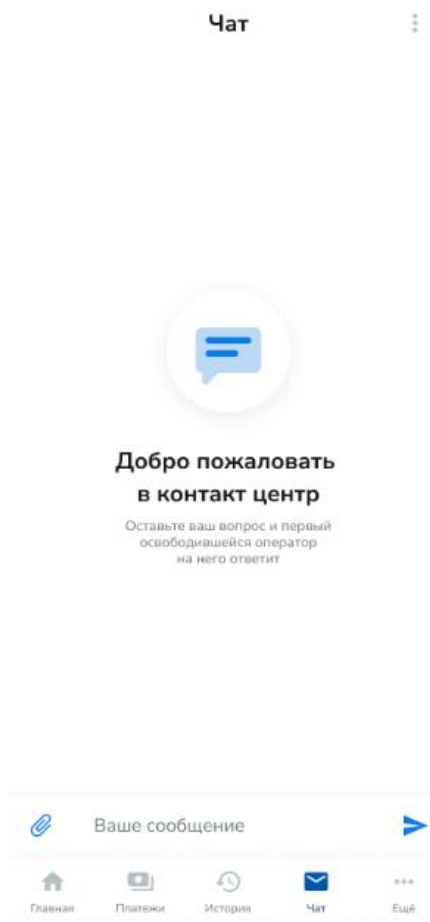 Чат
Добро пожаловать
в контакт центр
Оставьте ваш вопрос и первый
освободившейся оператор
на него ответит
Ваше сообщение
Главная Платежи История Чат Ещё